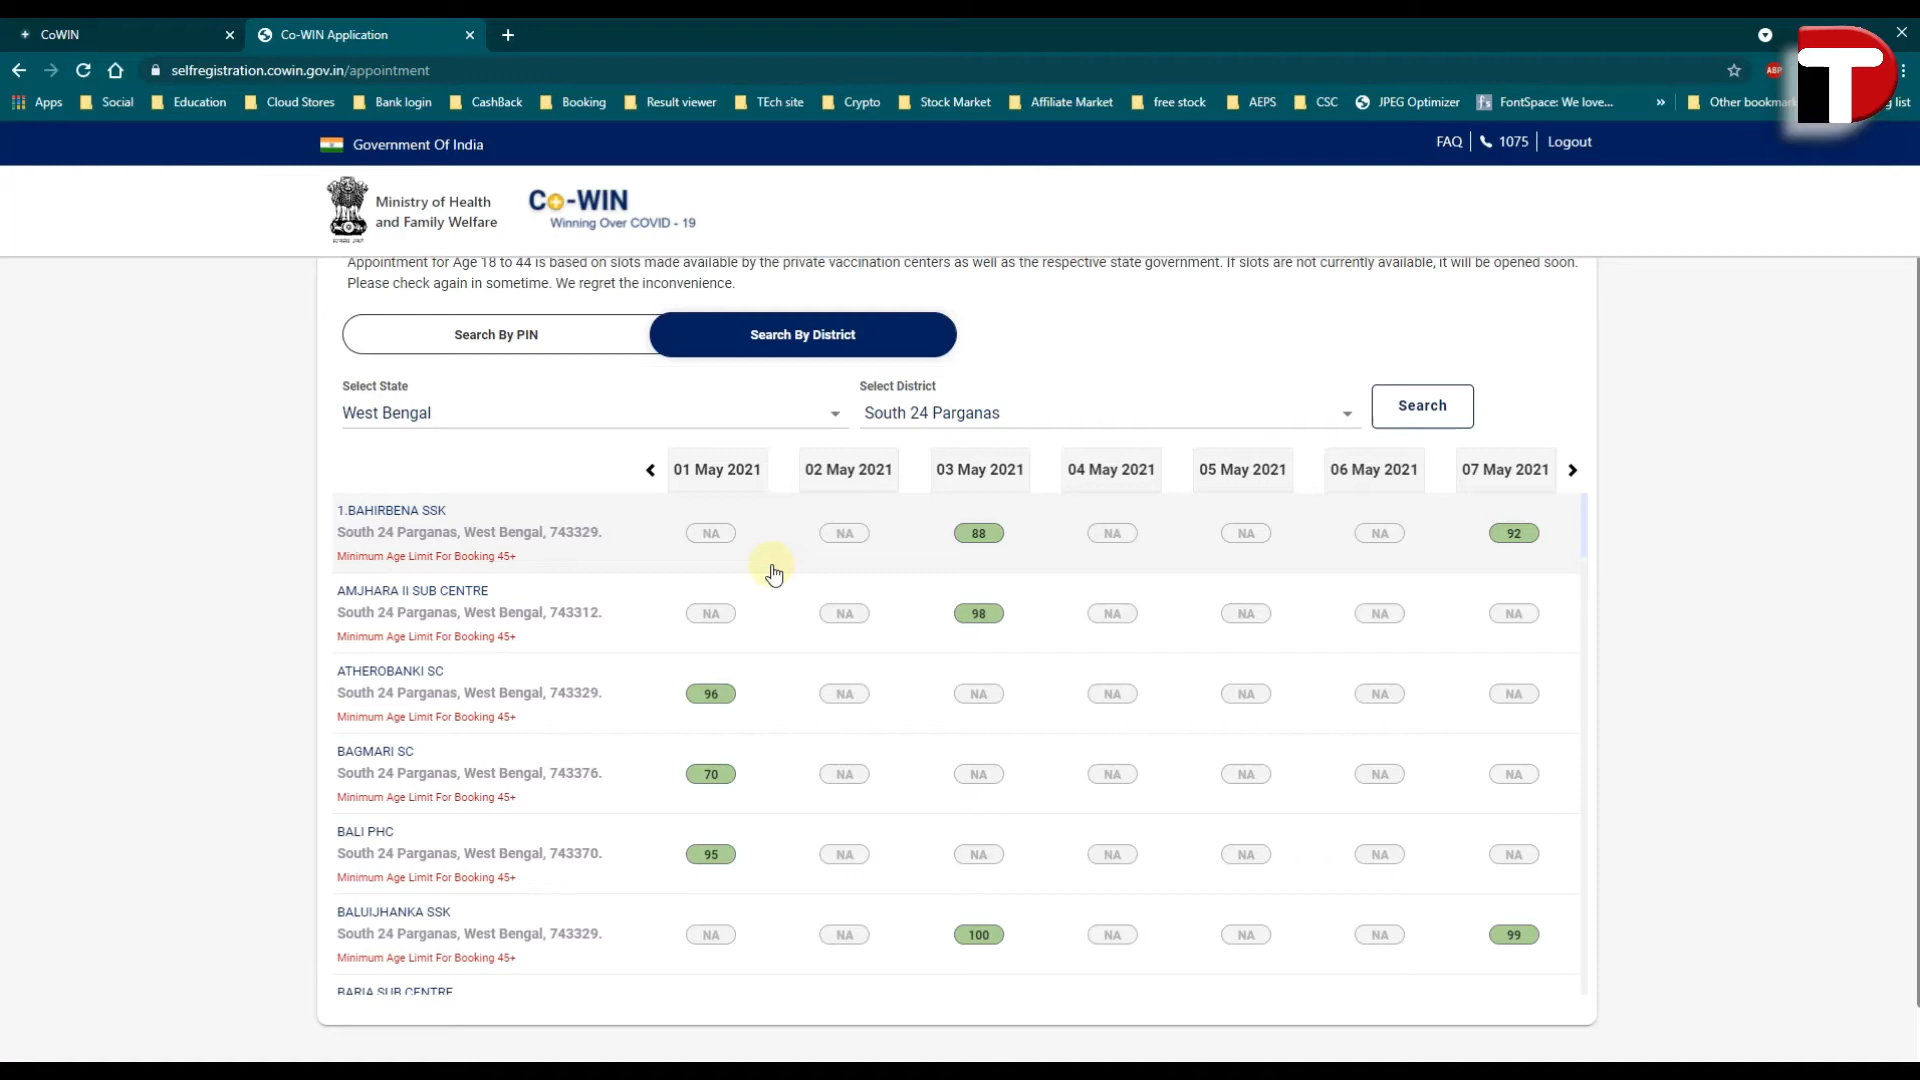 CoWIN
Co-WIN Application
selfregistration.cowin.gov.in/appointment
ABP
Apps Social Education Cloud Stores Bank login CashBack Booking Result viewer TEch site Crypto Stock Market Affiliate Market free stock AEPS CSC JPEG Optimizer fs FontSpace: We love... » Other bookmark list
T
Government Of India
FAQ 1075 Logout
Ministry of Health
and Family Welfare
Co-WIN
Winning Over COVID - 19
Appointment for Age 18 to 44 is based on slots made available by the private vaccination centers as well as the respective state government. If slots are not currently available, it will be opened soon.
Please check again in sometime. We regret the inconvenience.
Search By PIN Search By District
Select State Select District
West Bengal South 24 Parganas Search
01 May 2021 02 May 2021 03 May 2021 04 May 2021 05 May 2021 06 May 2021 07 May 2021
1.BAHIRBENA SSK
South 24 Parganas, West Bengal, 743329. NA NA 88 NA NA NA 92
Minimum Age Limit For Booking 45+
AMJHARA II SUB CENTRE
South 24 Parganas, West Bengal, 743312. NA NA 98 NA NA NA NA
Minimum Age Limit For Booking 45+
ATHEROBANKI SC
South 24 Parganas, West Bengal, 743329. 96 NA NA NA NA NA NA
Minimum Age Limit For Booking 45+
BAGMARI SC
South 24 Parganas, West Bengal, 743376. 70 NA NA NA NA NA NA
Minimum Age Limit For Booking 45+
BALI PHC
South 24 Parganas, West Bengal, 743370. 95 NA NA NA NA NA NA
Minimum Age Limit For Booking 45+
BALUIJHANKA SSK
South 24 Parganas, West Bengal, 743329. NA NA 100 NA NA NA 99
Minimum Age Limit For Booking 45+
BARIA SUB CENTRE